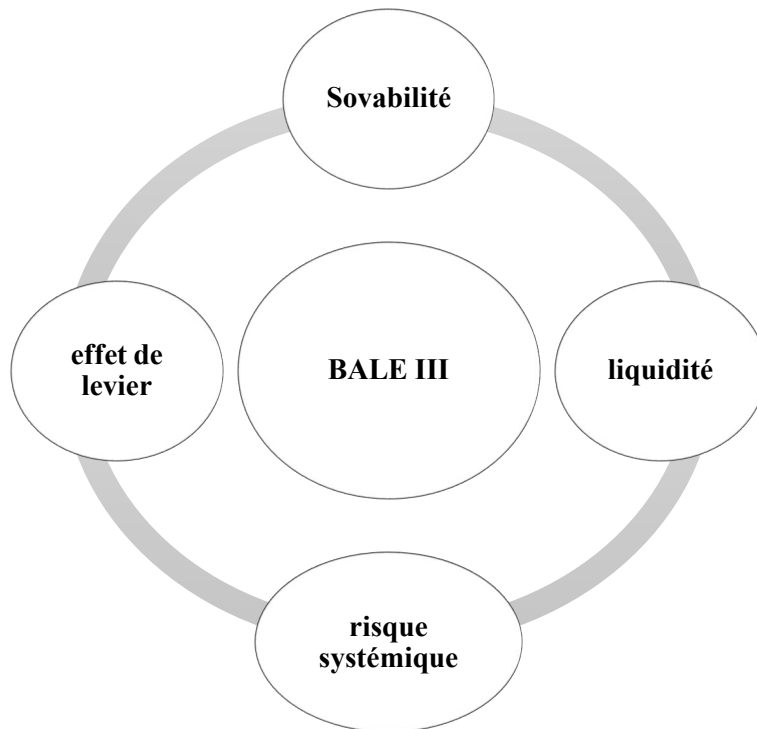 Sovabilité
effet de
levier
BALE III
liquidité
risque
systémique